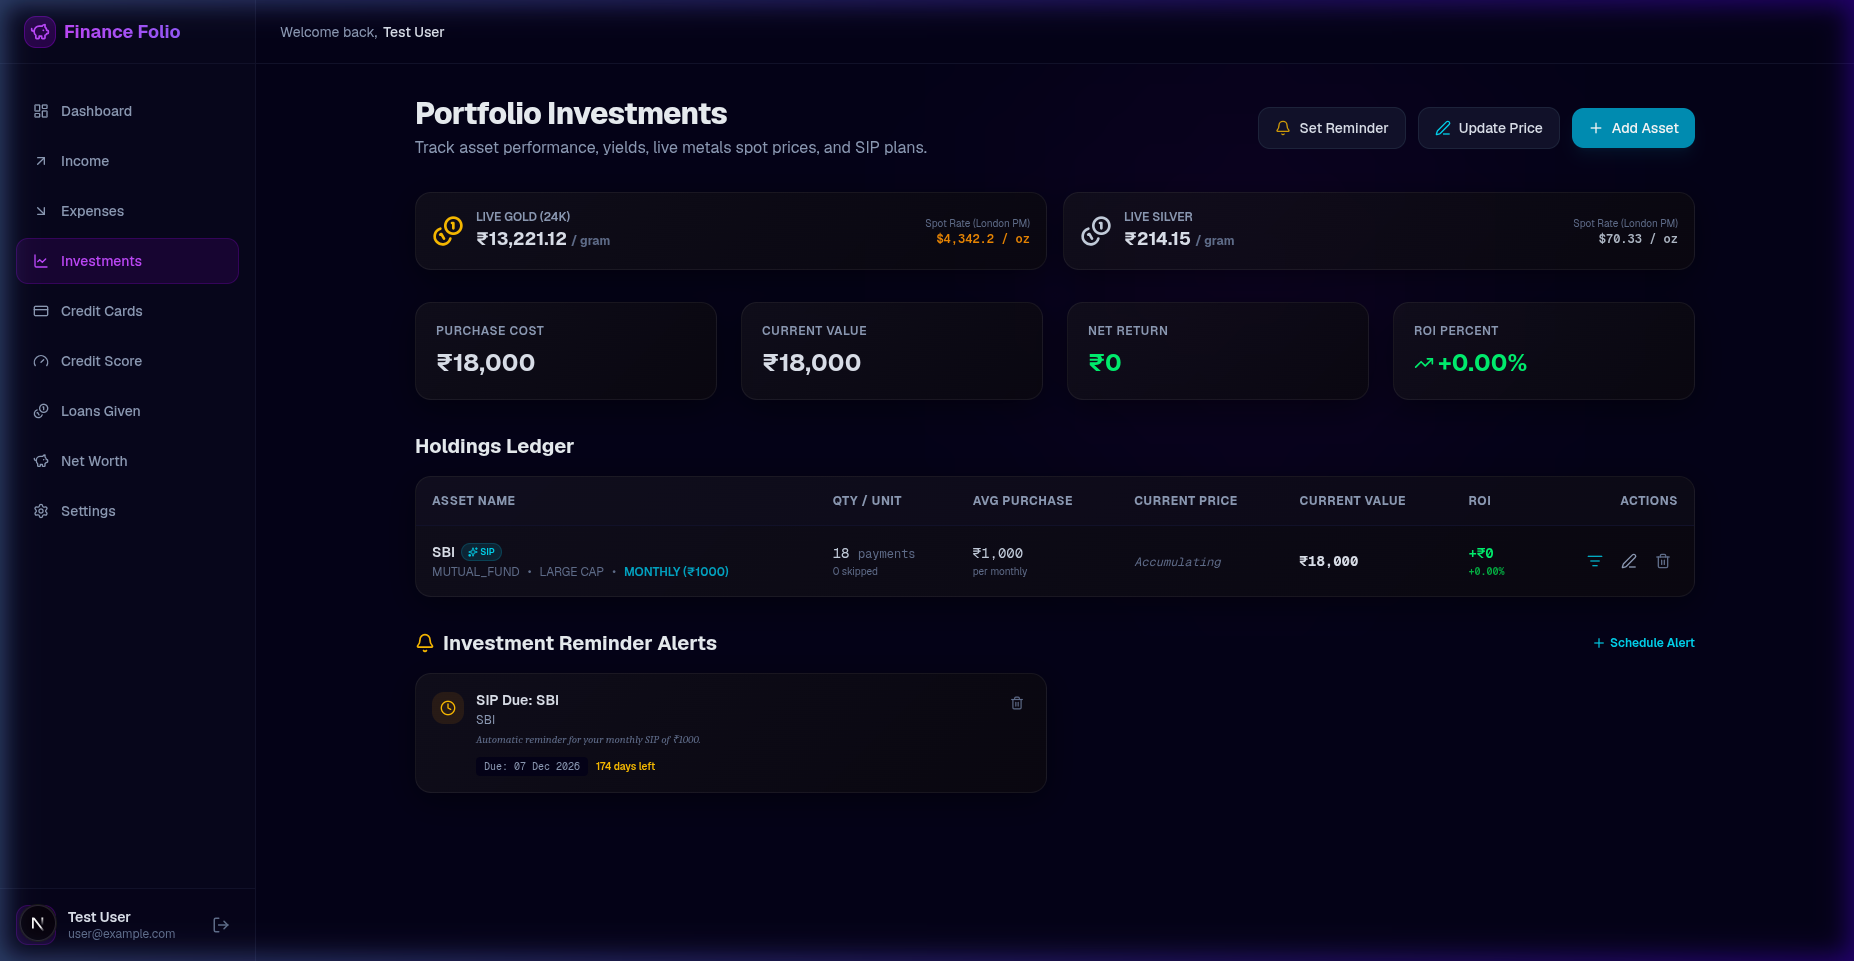 Finance Folio
Welcome back, Test User
Dashboard
Income
Expenses
Investments
Credit Cards
Credit Score
Loans Given
Net Worth
Settings
N
Test User
user@example.com
Portfolio Investments
Track asset performance, yields, live metals spot prices, and SIP plans.
Set Reminder
Update Price
+ Add Asset
LIVE GOLD (24K)
₹13,221.12 / gram
Spot Rate (London PM)
$4,342.2 / oz
LIVE SILVER
₹214.15 / gram
Spot Rate (London PM)
$70.33 / oz
PURCHASE COST
₹18,000
CURRENT VALUE
₹18,000
NET RETURN
₹0
ROI PERCENT
+0.00%
Holdings Ledger
ASSET NAME QTY / UNIT AVG PURCHASE CURRENT PRICE CURRENT VALUE ROI ACTIONS
SBI SIP
MUTUAL_FUND • LARGE CAP • MONTHLY (₹1000)
18 payments
0 skipped
₹1,000
per monthly
Accumulating
₹18,000
+₹0
+0.00%
Investment Reminder Alerts
+ Schedule Alert
SIP Due: SBI
SBI
Automatic reminder for your monthly SIP of ₹1000.
Due: 07 Dec 2026 174 days left